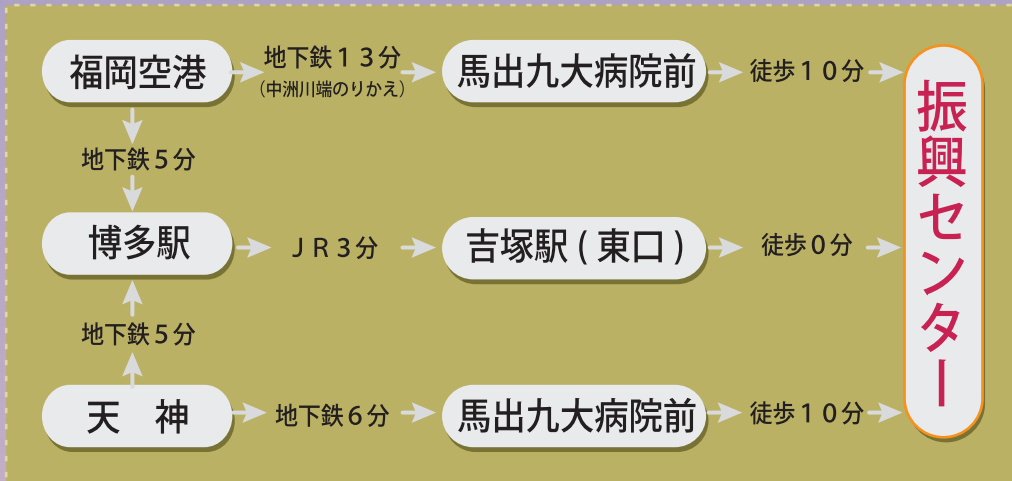 福岡空港
地下鉄１３分
（中洲川端のりかえ）
馬出九大病院前
徒歩１０分
地下鉄５分
博多駅
ＪＲ３分
吉塚駅(東口)
徒歩０分
地下鉄５分
天　神
地下鉄６分
馬出九大病院前
徒歩１０分
振興センター